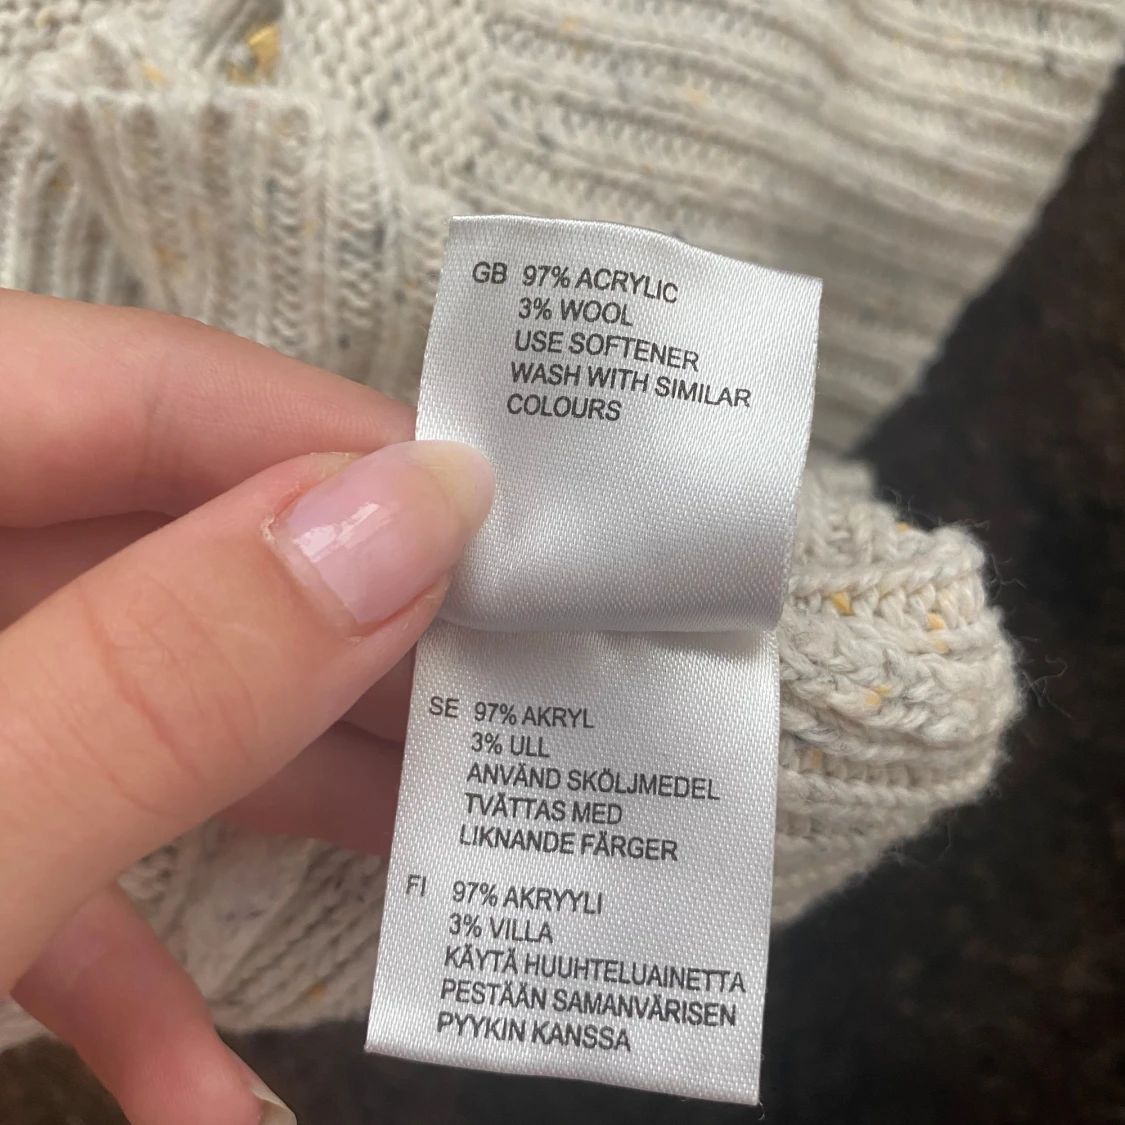 GB 97% ACRYLIC
3% WOOL
USE SOFTENER
WASH WITH SIMILAR
COLOURS
SE 97% AKRYL
3% ULL
ANVÄND SKÖLJMEDEL
TVÄTTAS MED
LIKNANDE FÄRGER
FI 97% AKRYYLI
3% VILLA
KÄYTÄ HUUHTELUAINETTA
PESTÄÄN SAMANVÄRISEN
PYYKIN KANSSA